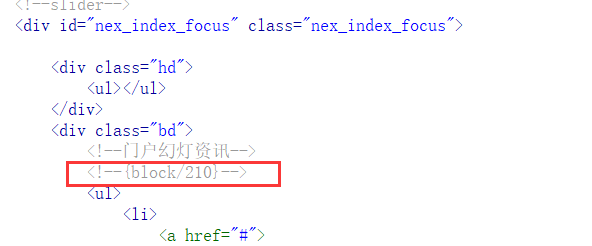 <!--slider-->
<div id="nex_index_focus" class="nex_index_focus">
<div class="hd">
<ul></ul>
</div>
<div class="bd">
<!--门户幻灯资讯-->
<!--{block/210}-->
<ul>
<li>
<a href="#">